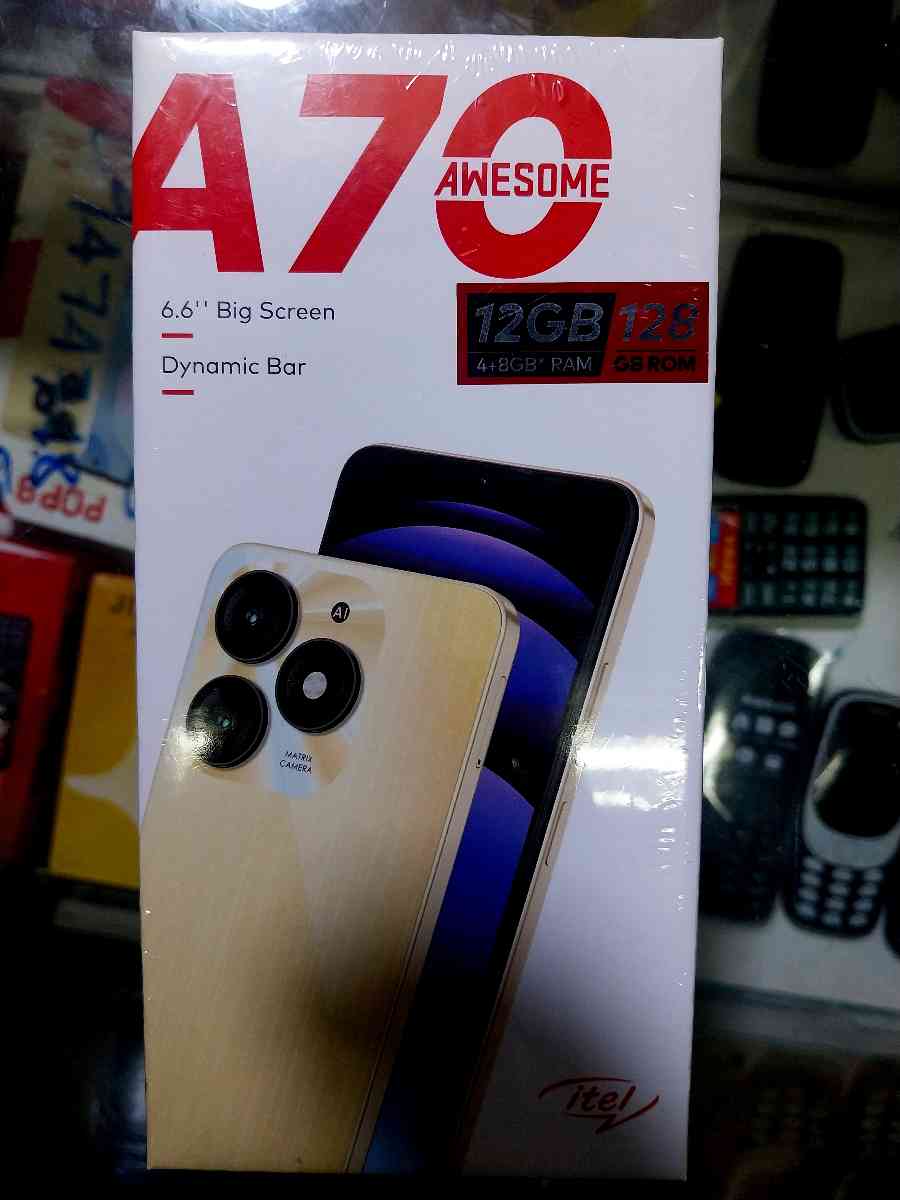 A70
AWESOME
6.6'' Big Screen
Dynamic Bar
12GB 128
4+8GB* RAM GB ROM
AI
MATRIX
CAMERA
itel
POP8